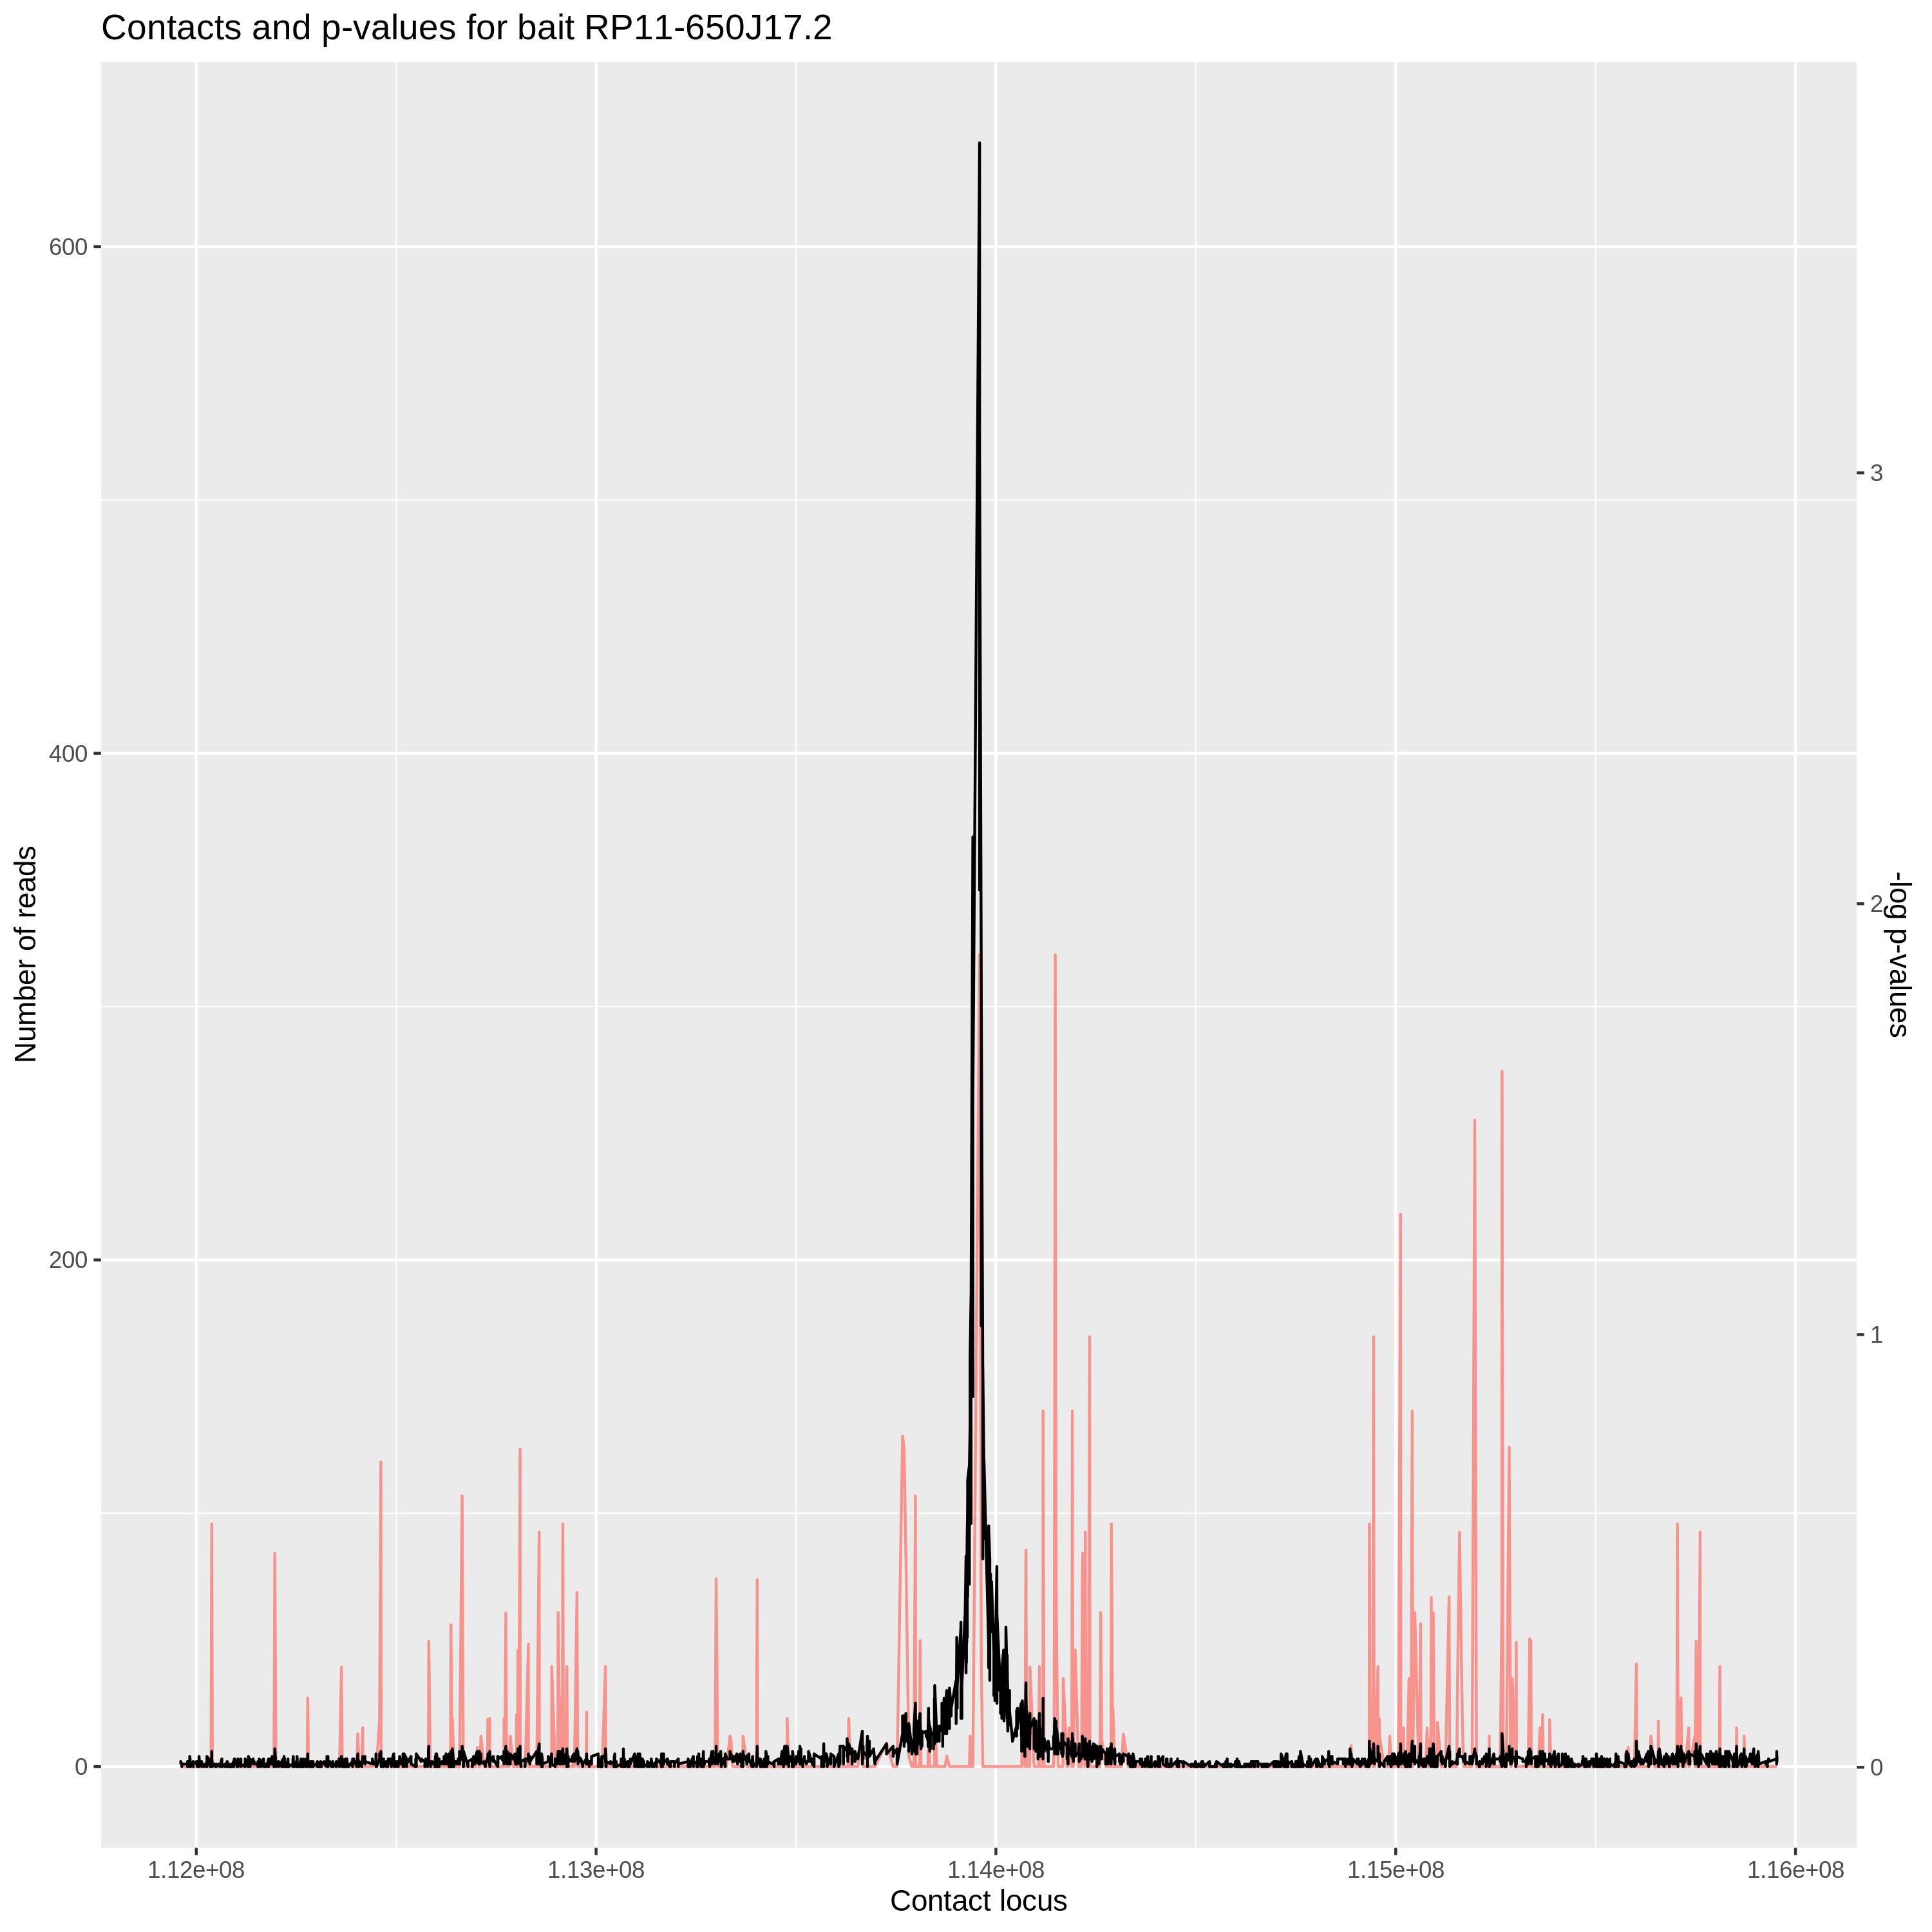 Contacts and p-values for bait RP11-650J17.2
600
400
200
0
Number of reads
3
2
1
0
-log p-values
1.12e+08 1.13e+08 1.14e+08 1.15e+08 1.16e+08
Contact locus